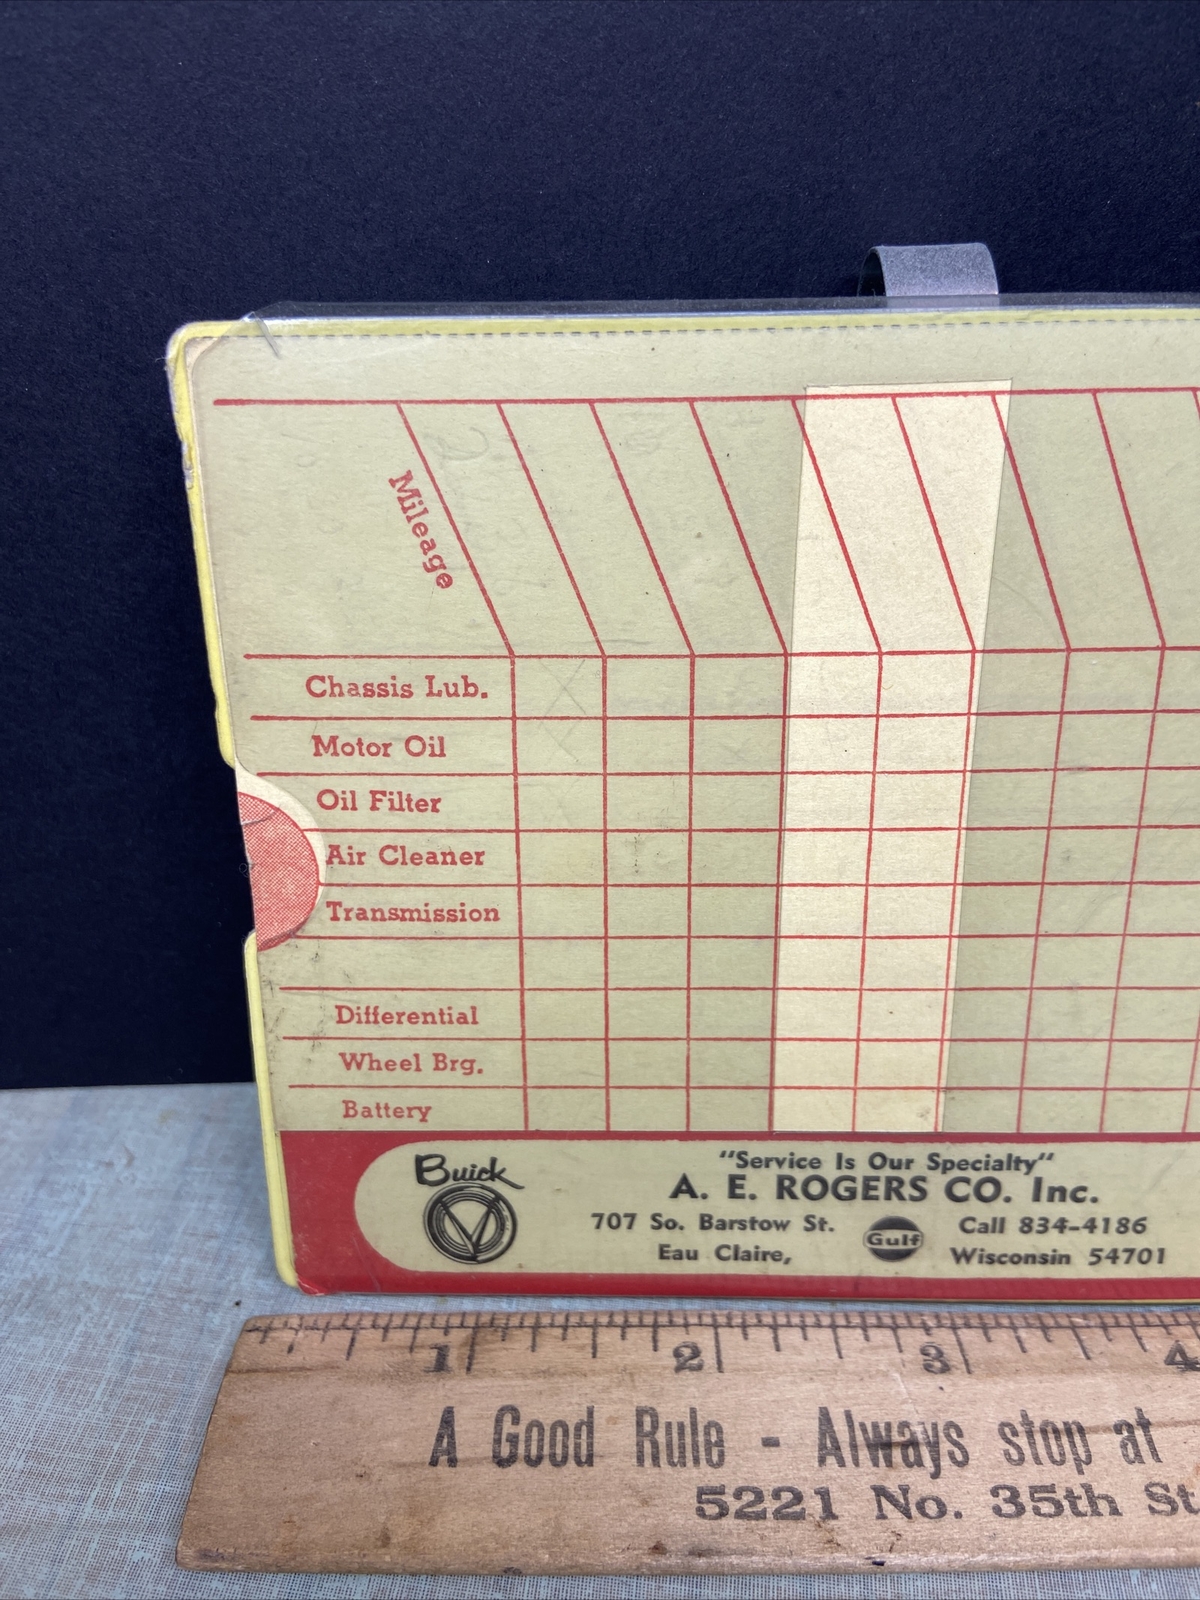 Mileage
Chassis Lub.
Motor Oil
Oil Filter
Air Cleaner
Transmission
Differential
Wheel Brg.
Battery
Buick
"Service Is Our Specialty"
A. E. ROGERS CO. Inc.
707 So. Barstow St. Gulf Call 834-4186
Eau Claire, Wisconsin 54701
1 2 3 4
A Good Rule - Always stop at
5221 No. 35th St